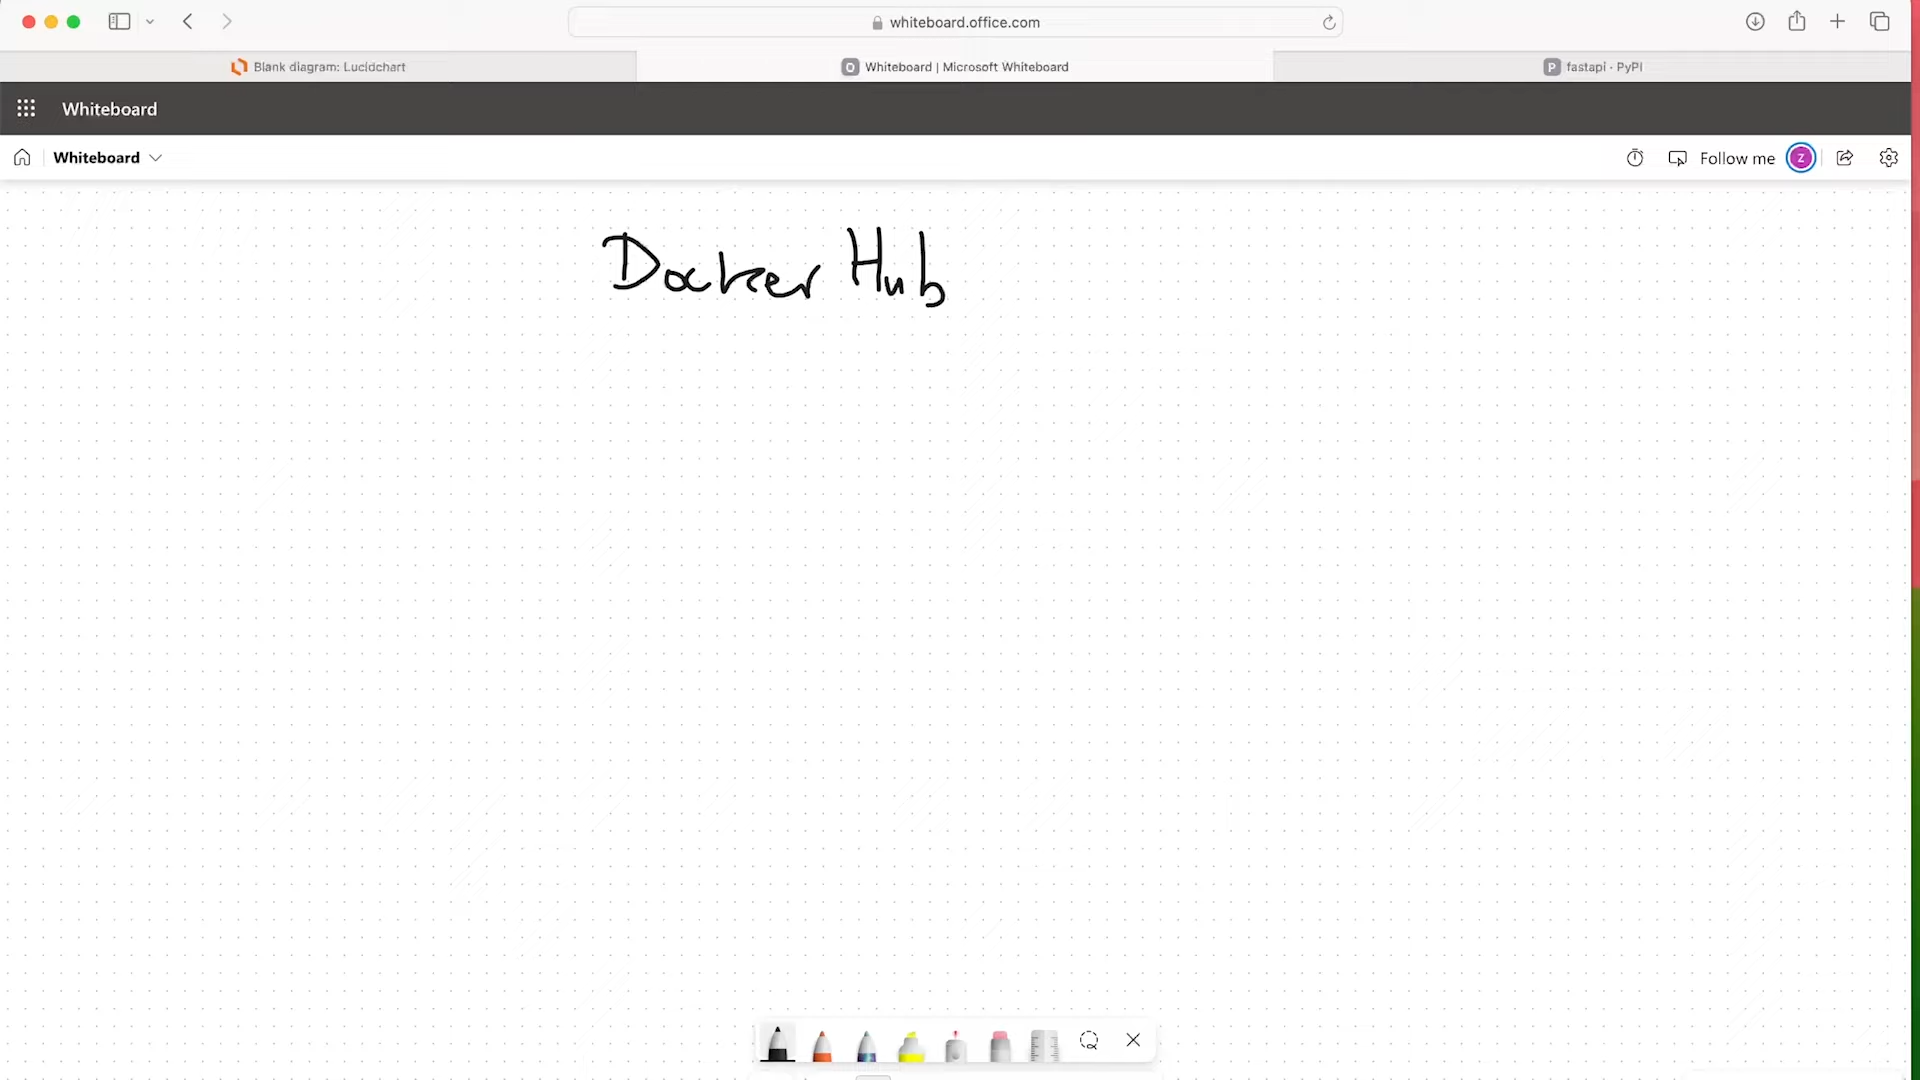 whiteboard.office.com
Blank diagram: Lucidchart
Whiteboard | Microsoft Whiteboard
P
fastapi · PyPI
Whiteboard
Whiteboard
Follow me
Z
Docker Hub